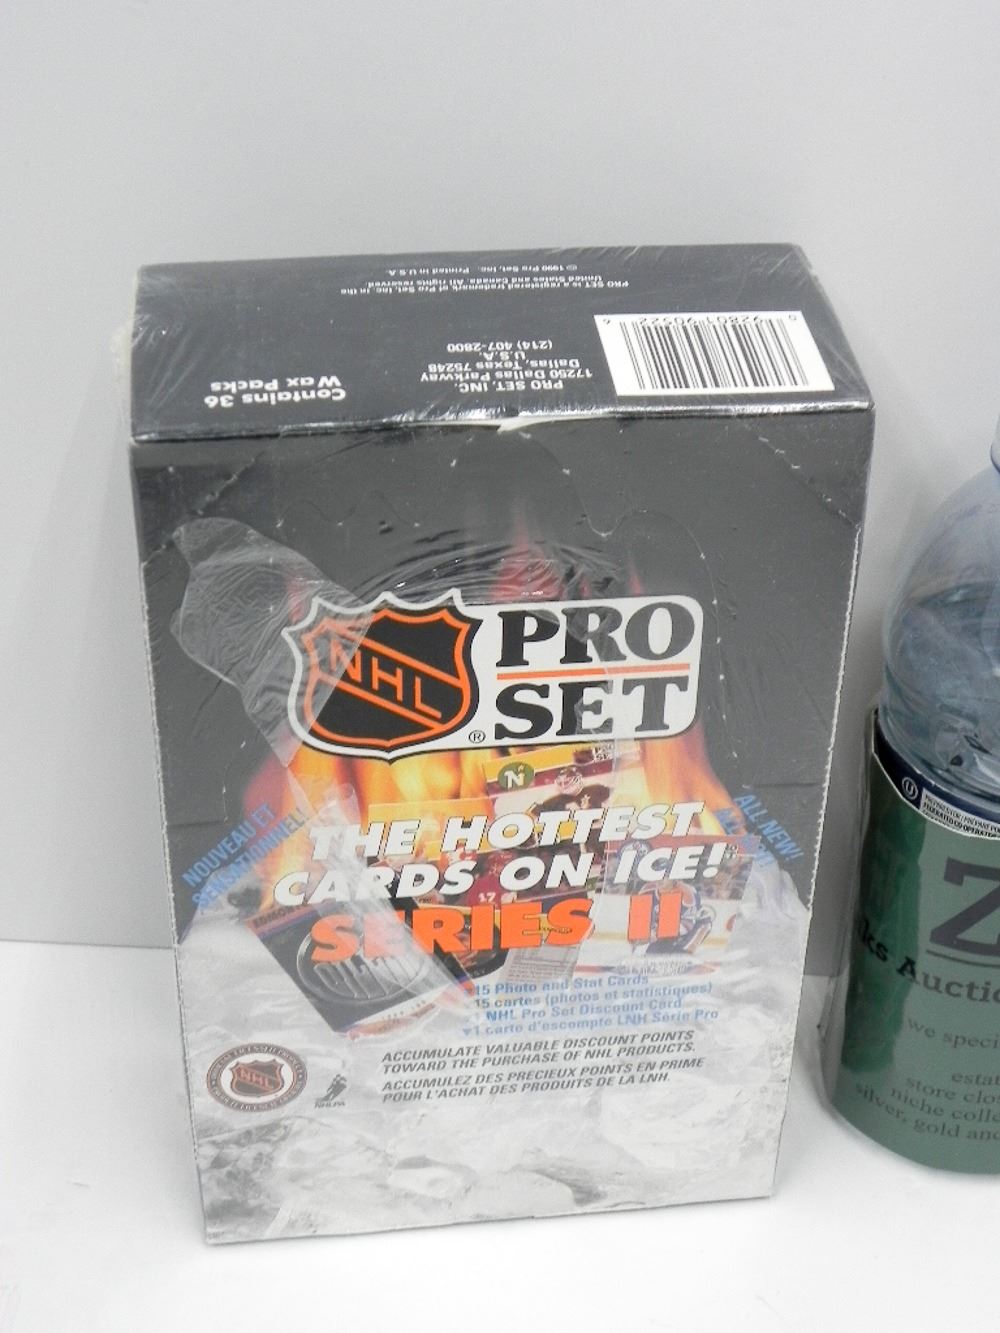 © 1990 Pro Set, Inc. Printed in U.S.A.
PRO SET is a registered trademark of Pro Set, Inc. in the
United States and Canada. All rights reserved.
PRO SET, INC.
17250 Dallas Parkway
Dallas, Texas 75248
U.S.A.
(214) 407-2800
Contains 36
Wax Packs
NHL
PRO
SET
®
NOUVEAU ET
SENSATIONNEL!
ALL NEW!
THE HOTTEST
CARDS ON ICE!
SERIES II
15 Photo and Stat Cards
15 cartes (photos et statistiques)
1 NHL Pro Set Discount Card
1 carte d'escompte LNH Série Pro
ACCUMULATE VALUABLE DISCOUNT POINTS
TOWARD THE PURCHASE OF NHL PRODUCTS.
ACCUMULEZ DES PRECIEUX POINTS EN PRIME
POUR L'ACHAT DES PRODUITS DE LA LNH.
NHL
NHLPA
OILERS
17
Z
ks Auctio
we speci
estat
store clo
niche colle
silver, gold and